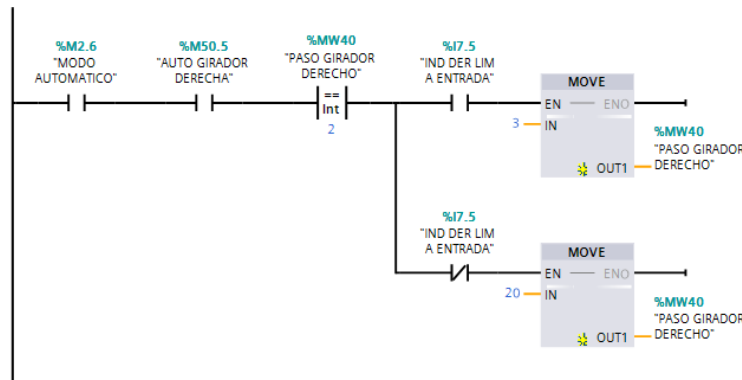 %M2.6
"MODO
AUTOMATICO"
%M50.5
"AUTO GIRADOR
DERECHA"
%MW40
"PASO GIRADOR
DERECHO"
==
Int
2
%I7.5
"IND DER LIM
A ENTRADA"
MOVE
EN
ENO
3
IN
OUT1
%MW40
"PASO GIRADOR
DERECHO"
%I7.5
"IND DER LIM
A ENTRADA"
MOVE
EN
ENO
20
IN
OUT1
%MW40
"PASO GIRADOR
DERECHO"